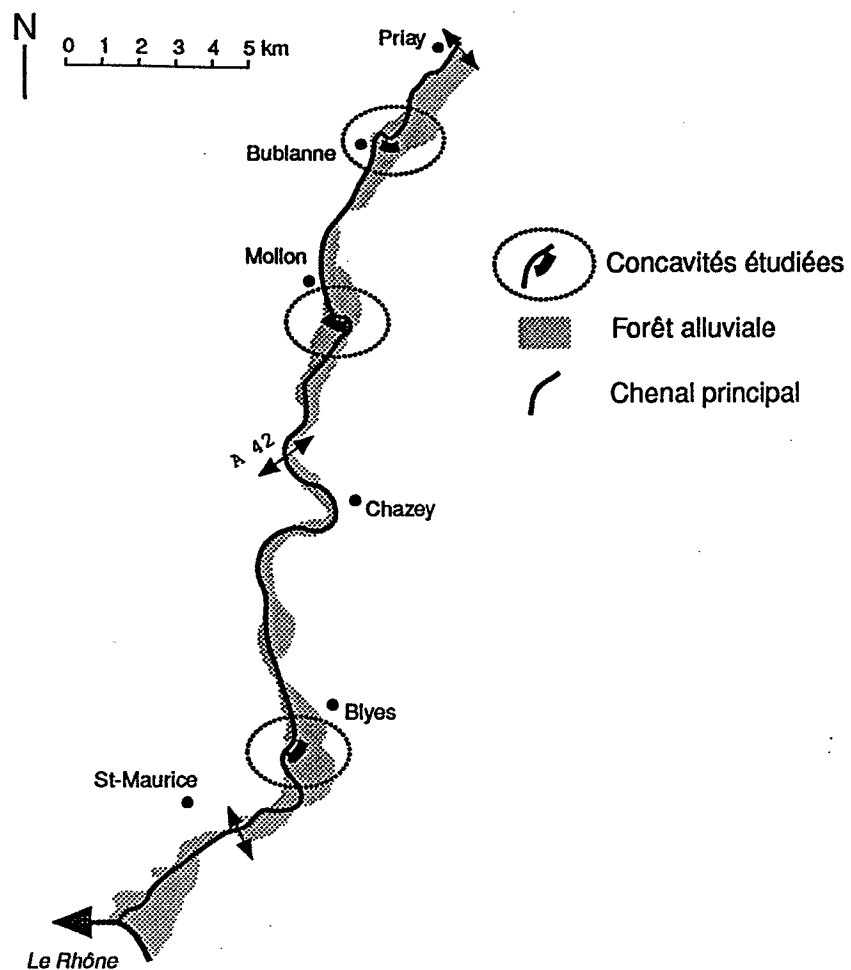 N
0 1 2 3 4 5 km
Priay
Bublanne
Mollon
Concavités étudiées
Forêt alluviale
Chenal principal
A 42
Chazey
Blyes
St-Maurice
Le Rhône